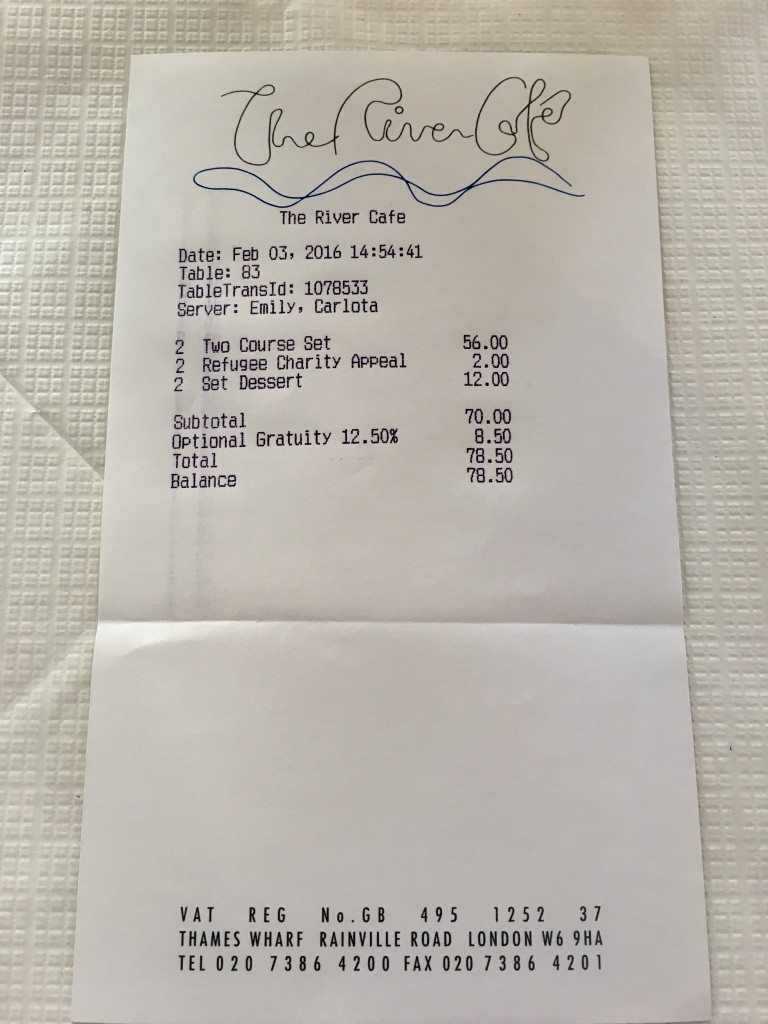 The River Café
The River Cafe
Date: Feb 03, 2016 14:54:41
Table: 83
TableTransId: 1078533
Server: Emily, Carlota
2 Two Course Set 56.00
2 Refugee Charity Appeal 2.00
2 Set Dessert 12.00
Subtotal 70.00
Optional Gratuity 12.50% 8.50
Total 78.50
Balance 78.50
VAT REG No.GB 495 1252 37
THAMES WHARF RAINVILLE ROAD LONDON W6 9HA
TEL 020 7386 4200 FAX 020 7386 4201